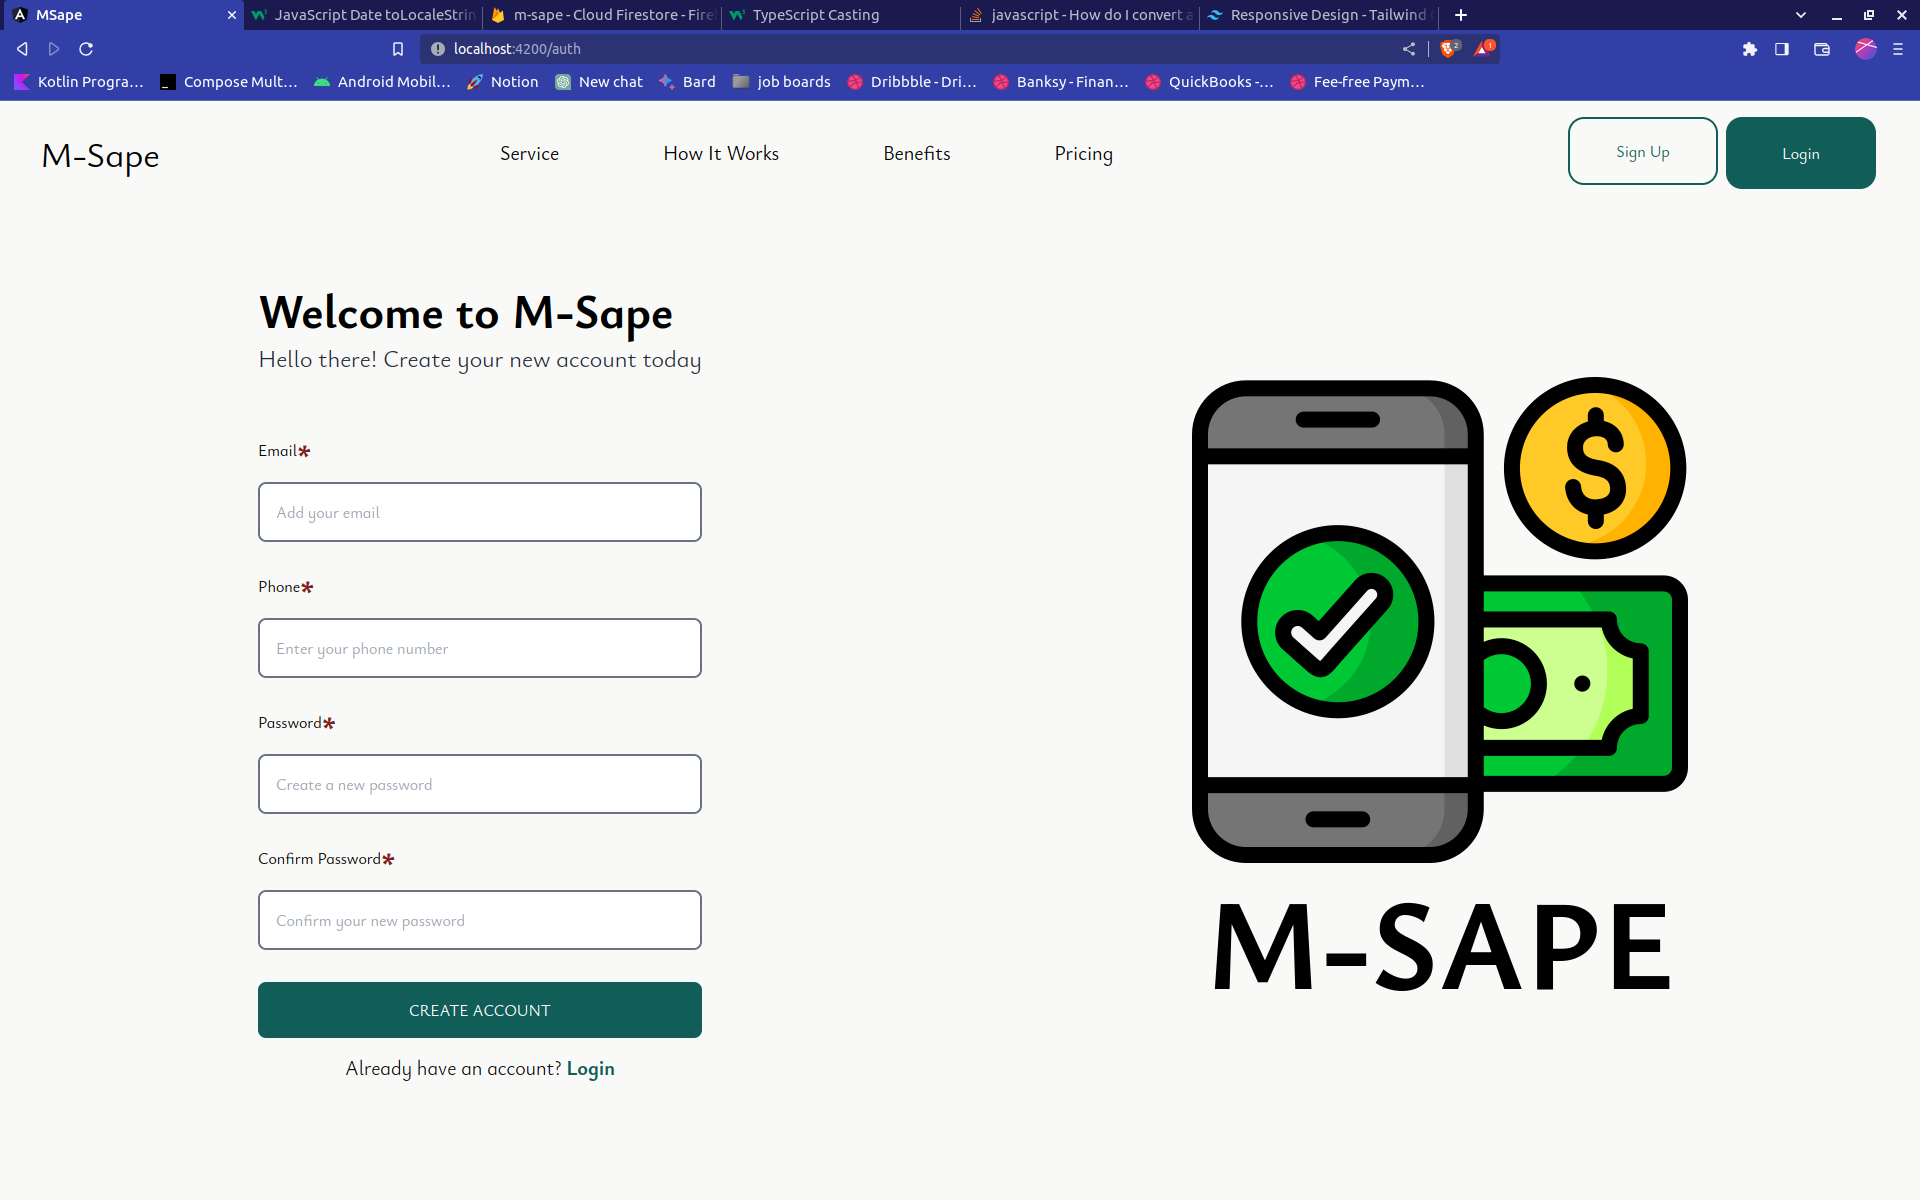 MSape
JavaScript Date toLocaleStrin
m-sape - Cloud Firestore - Fire
TypeScript Casting
javascript - How do I convert a
Responsive Design - Tailwind
localhost:4200/auth
2
1
Kotlin Progra...
Compose Mult...
Android Mobil...
Notion
New chat
Bard
job boards
Dribbble - Dri...
Banksy - Finan...
QuickBooks -...
Fee-free Paym...
M-Sape
Service
How It Works
Benefits
Pricing
Sign Up
Login
Welcome to M-Sape
Hello there! Create your new account today
Email*
Add your email
Phone*
Enter your phone number
Password*
Create a new password
Confirm Password*
Confirm your new password
CREATE ACCOUNT
Already have an account? Login
$
M-SAPE